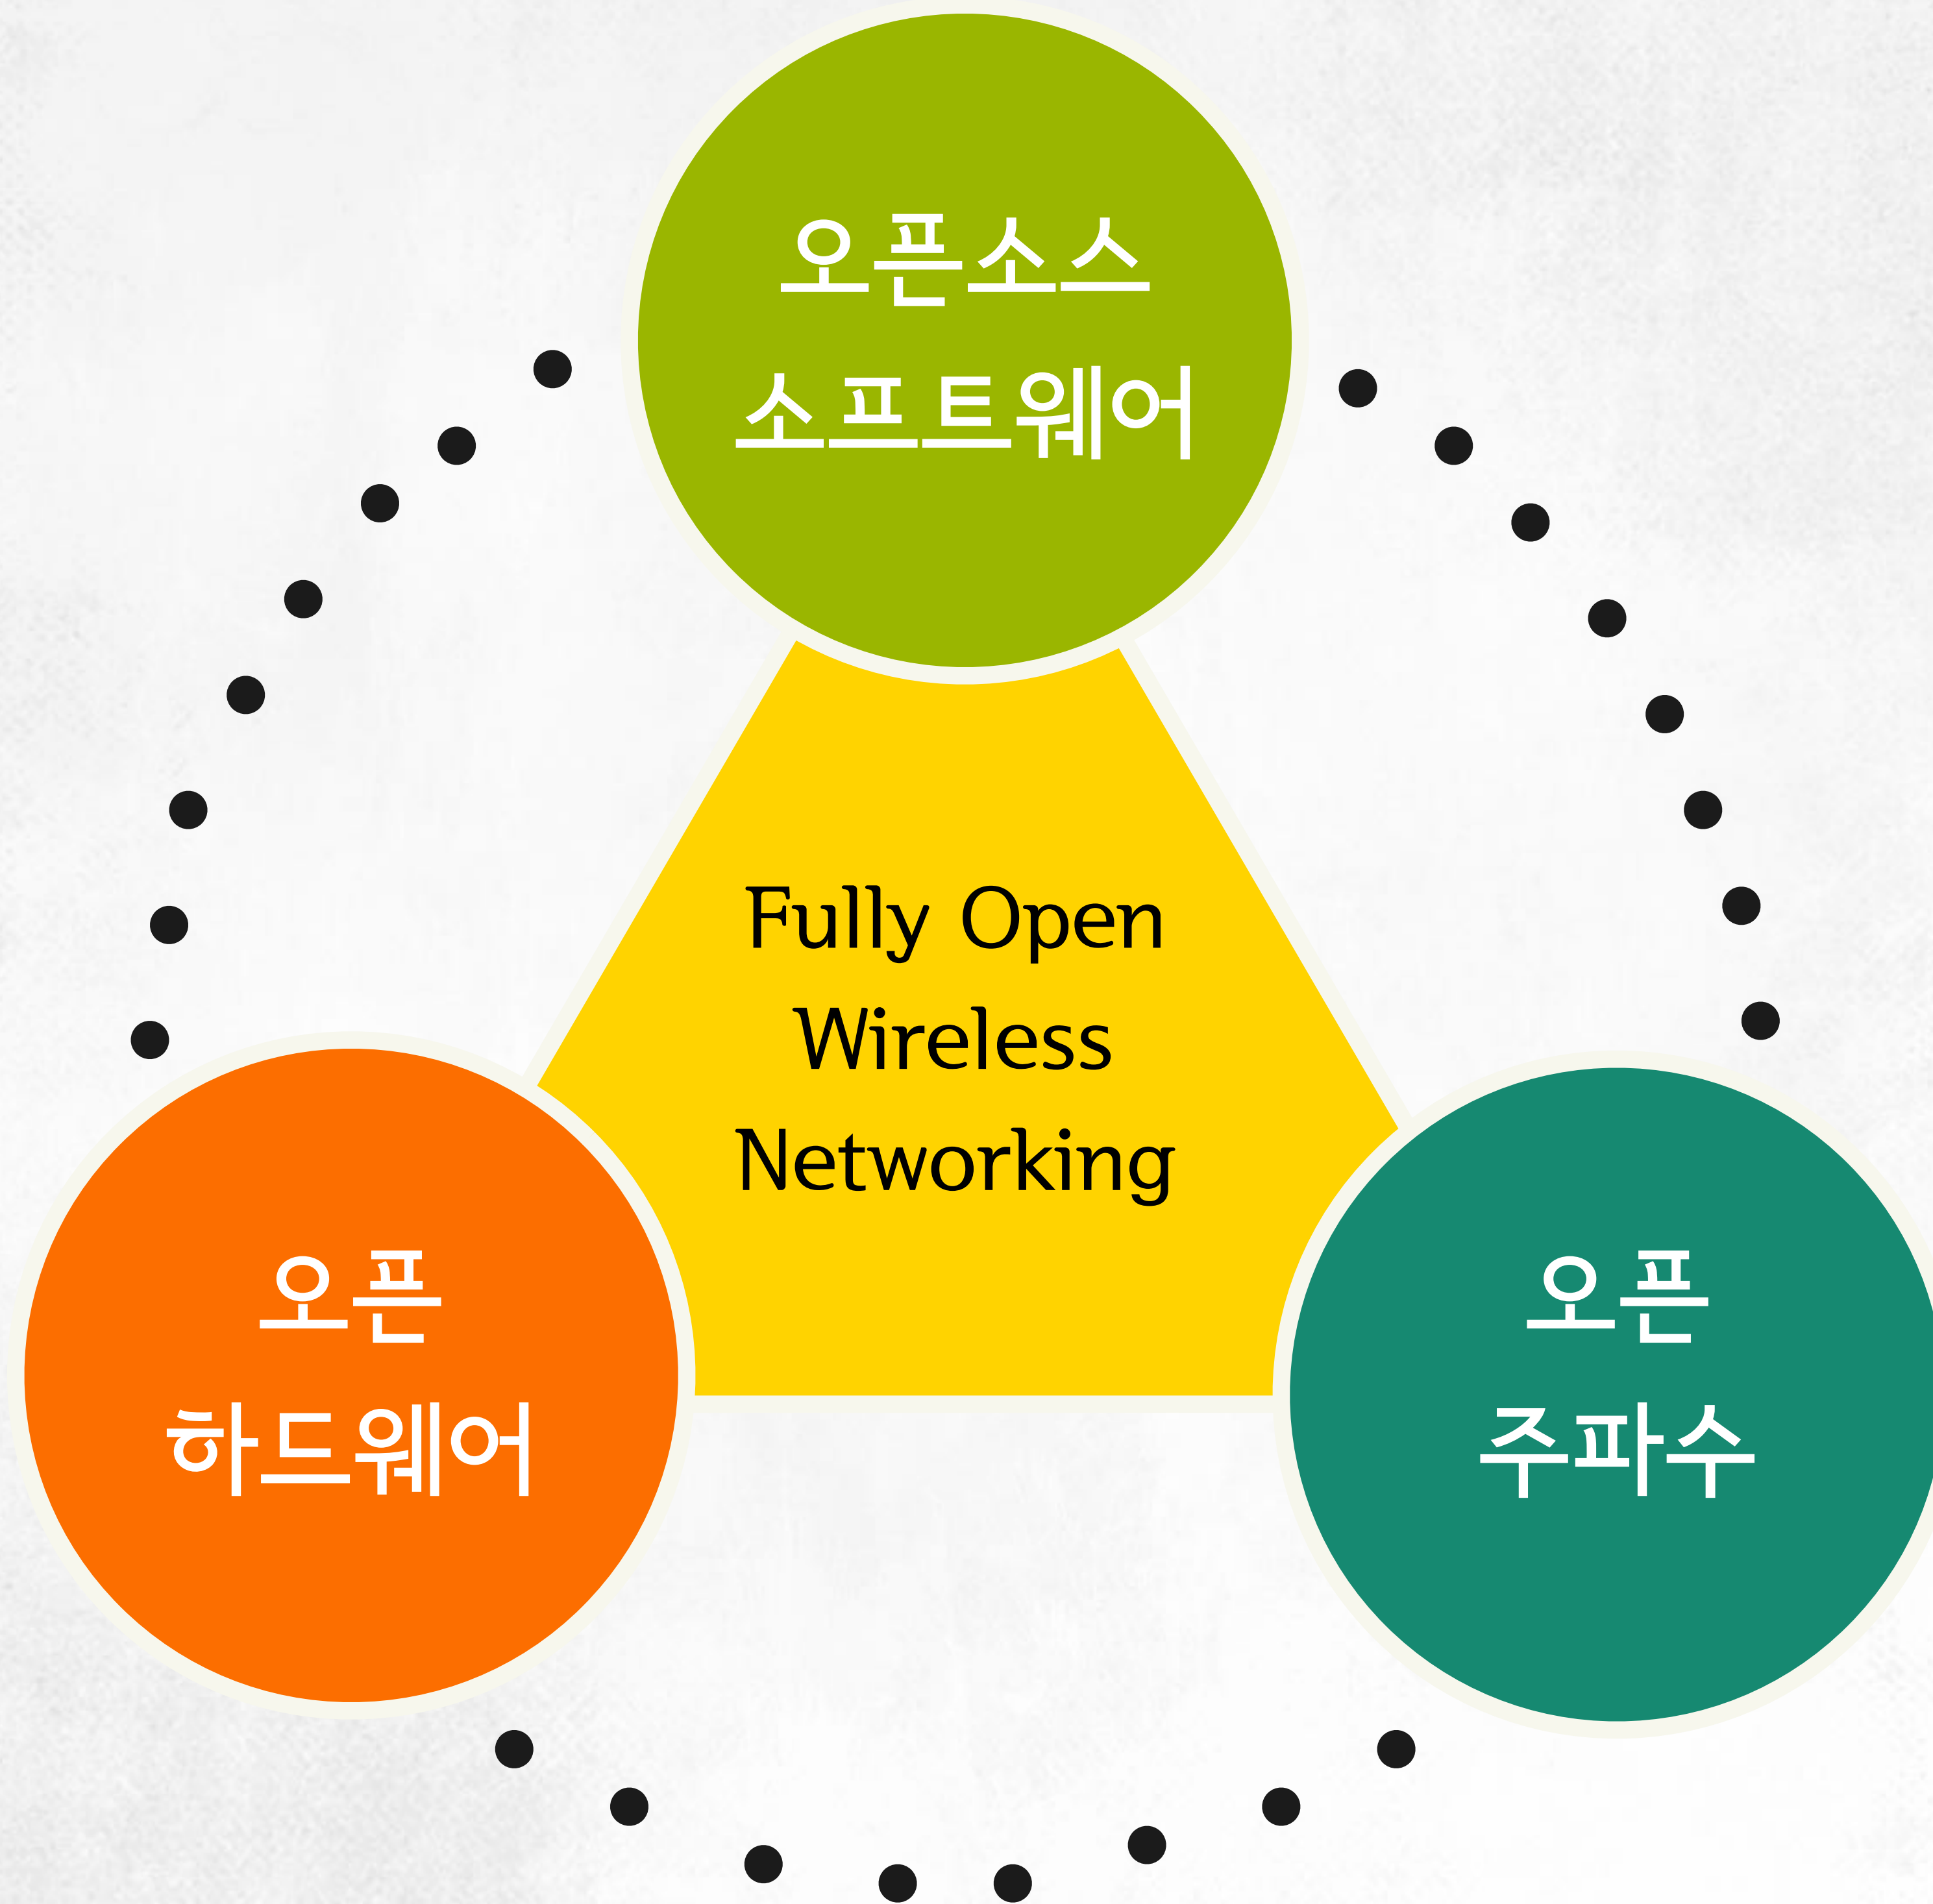 오픈소스
소프트웨어
Fully Open
Wireless
Networking
오픈
하드웨어
오픈
주파수